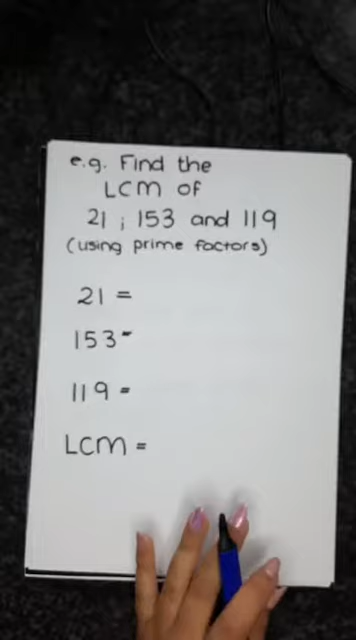 e.g. Find the
LCM of
21 ; 153 and 119
(using prime factors)
21 =
153 =
119 =
LCM =